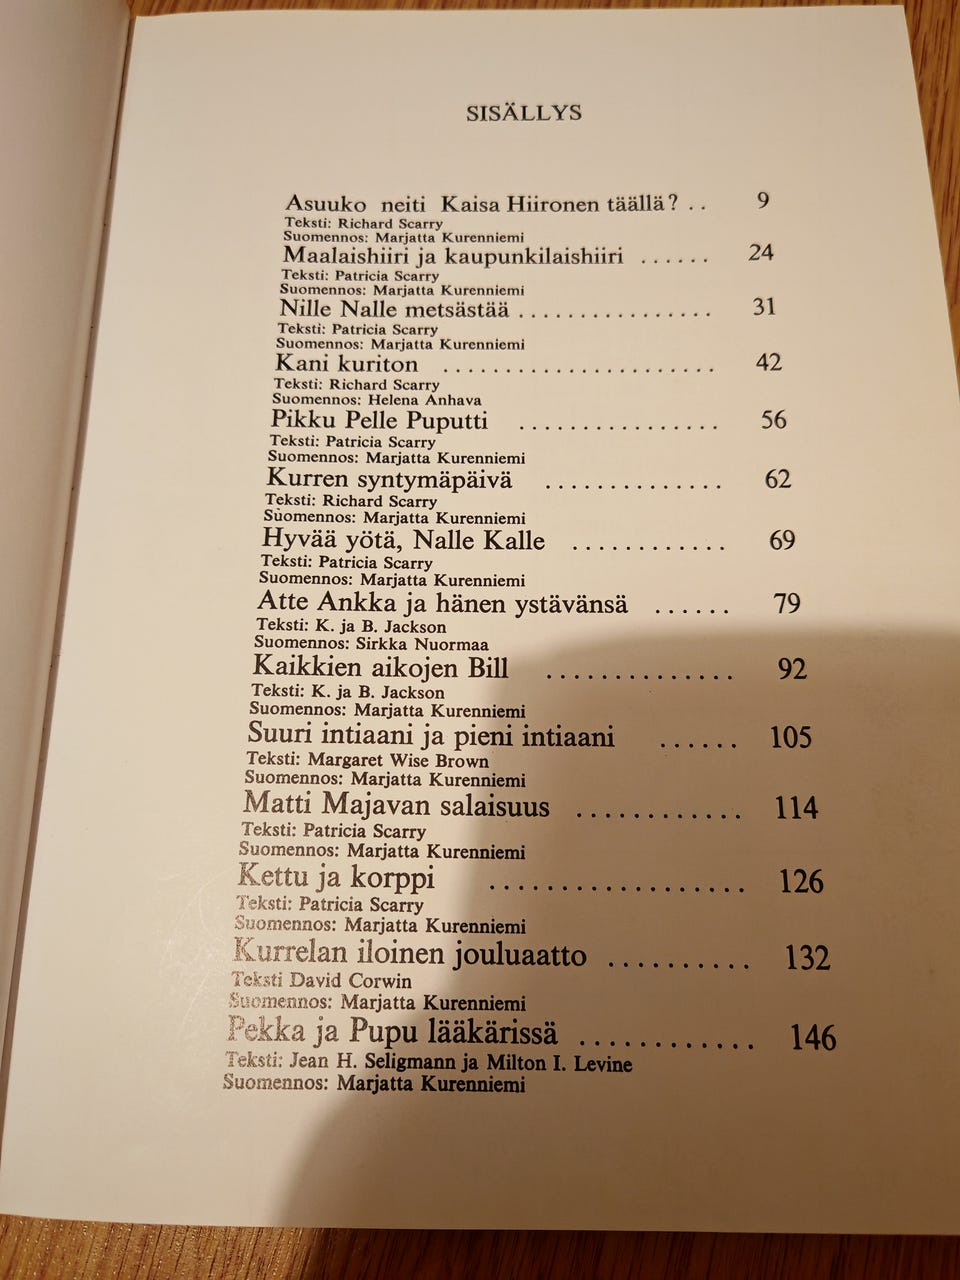 SISÄLLYS
Asuuko neiti Kaisa Hiironen täällä? .. 9
Teksti: Richard Scarry
Suomennos: Marjatta Kurenniemi
Maalaishiiri ja kaupunkilaishiiri ...... 24
Teksti: Patricia Scarry
Suomennos: Marjatta Kurenniemi
Nille Nalle metsästää ................ 31
Teksti: Patricia Scarry
Suomennos: Marjatta Kurenniemi
Kani kuriton ...................... 42
Teksti: Richard Scarry
Suomennos: Helena Anhava
Pikku Pelle Puputti ................ 56
Teksti: Patricia Scarry
Suomennos: Marjatta Kurenniemi
Kurren syntymäpäivä .............. 62
Teksti: Richard Scarry
Suomennos: Marjatta Kurenniemi
Hyvää yötä, Nalle Kalle ............ 69
Teksti: Patricia Scarry
Suomennos: Marjatta Kurenniemi
Atte Ankka ja hänen ystävänsä ...... 79
Teksti: K. ja B. Jackson
Suomennos: Sirkka Nuormaa
Kaikkien aikojen Bill .............. 92
Teksti: K. ja B. Jackson
Suomennos: Marjatta Kurenniemi
Suuri intiaani ja pieni intiaani ...... 105
Teksti: Margaret Wise Brown
Suomennos: Marjatta Kurenniemi
Matti Majavan salaisuus ............ 114
Teksti: Patricia Scarry
Suomennos: Marjatta Kurenniemi
Kettu ja korppi ................... 126
Teksti: Patricia Scarry
Suomennos: Marjatta Kurenniemi
Kurrelan iloinen jouluaatto .......... 132
Teksti David Corwin
Suomennos: Marjatta Kurenniemi
Pekka ja Pupu lääkärissä ............ 146
Teksti: Jean H. Seligmann ja Milton I. Levine
Suomennos: Marjatta Kurenniemi